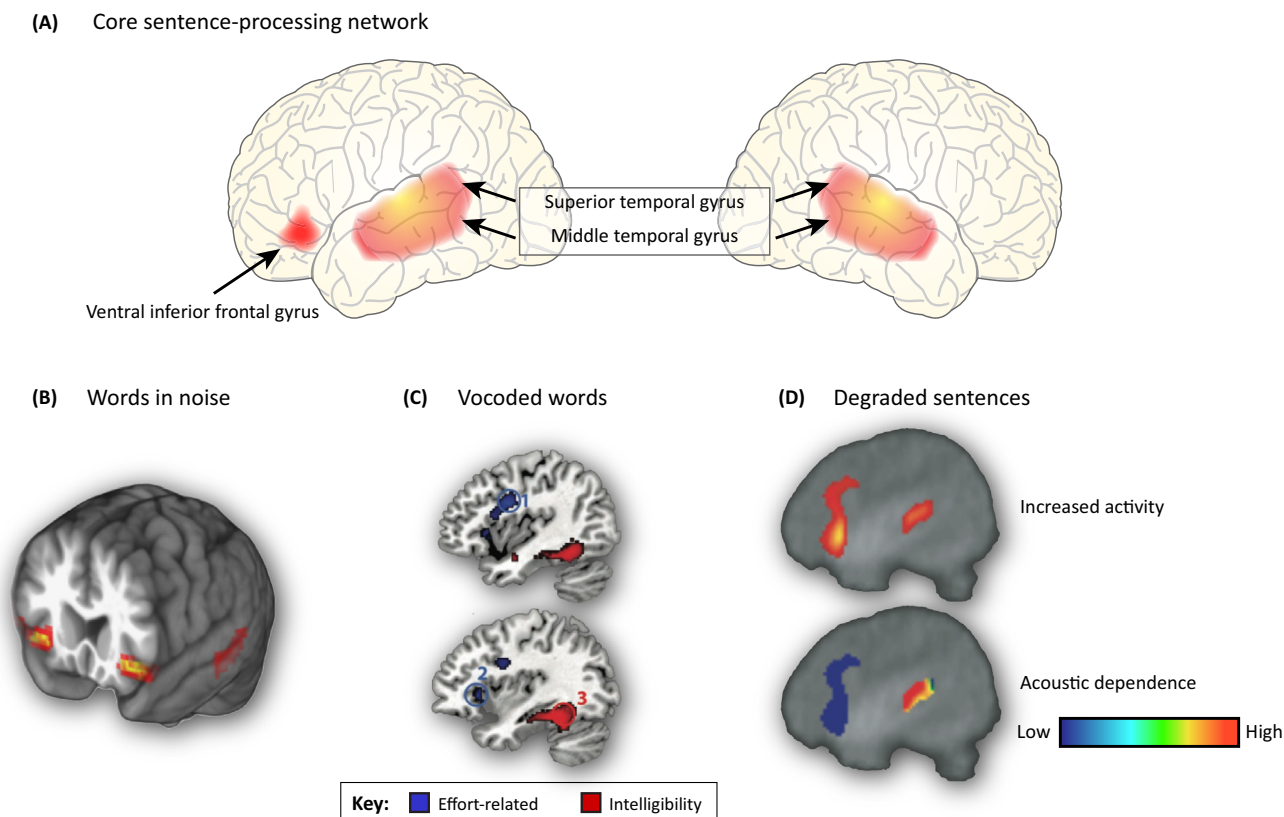 (A) Core sentence-processing network
Superior temporal gyrus
Middle temporal gyrus
Ventral inferior frontal gyrus
(B) Words in noise
(C) Vocoded words
(D) Degraded sentences
1
2
3
Increased activity
Acoustic dependence
Low High
Key: Effort-related Intelligibility